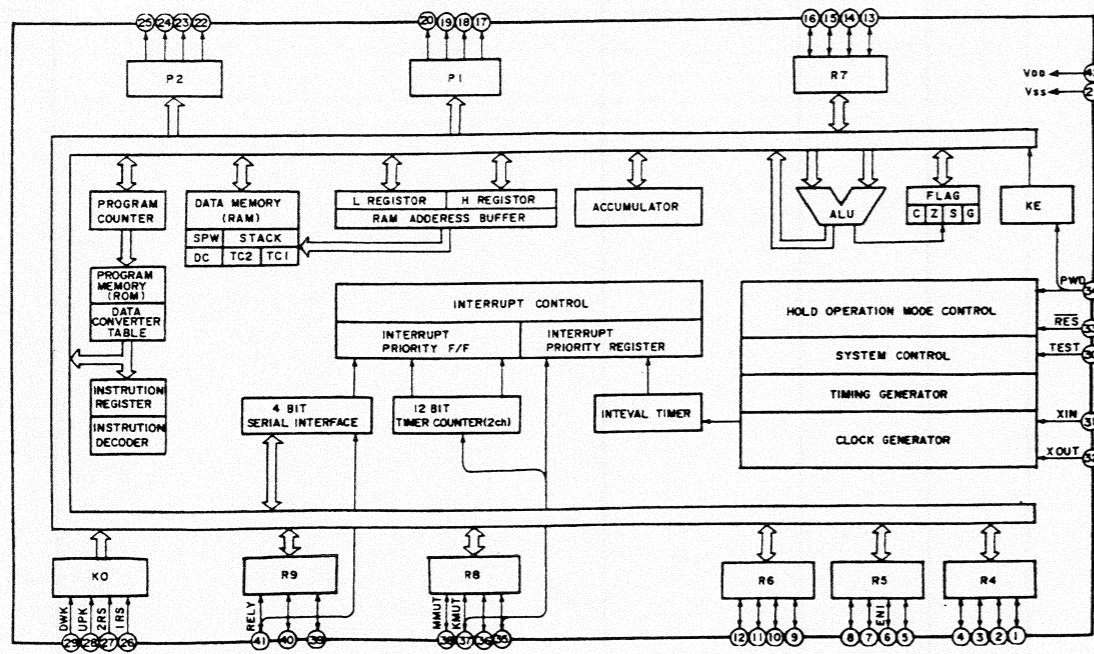 25 24 23 22
20 19 18 17
16 15 14 13
P2
P1
R7
VDD
VSS
PROGRAM
COUNTER
DATA MEMORY
(RAM)
SPW STACK
DC TC2 TC1
L REGISTOR H REGISTOR
RAM ADDERESS BUFFER
ACCUMULATOR
ALU
FLAG
C Z S G
KE
PROGRAM
MEMORY
(ROM)
DATA
CONVERTER
TABLE
INSTRUTION
REGISTER
INSTRUTION
DECODER
INTERRUPT CONTROL
INTERRUPT
PRIORITY F/F
INTERRUPT
PRIORITY REGISTER
4 BIT
SERIAL INTERFACE
12 BIT
TIMER COUNTER(2ch)
INTEVAL TIMER
HOLD OPERATION MODE CONTROL
SYSTEM CONTROL
TIMING GENERATOR
CLOCK GENERATOR
PWD
RES
TEST
XIN
XOUT
K0
R9
R8
R6
R5
R4
DWK
UPK
2RS
1RS
RELY
MMUT
KMUT
EN1
29 28 27 26
41 40 39
38 37 36 35
12 11 10 9
8 7 6 5
4 3 2 1